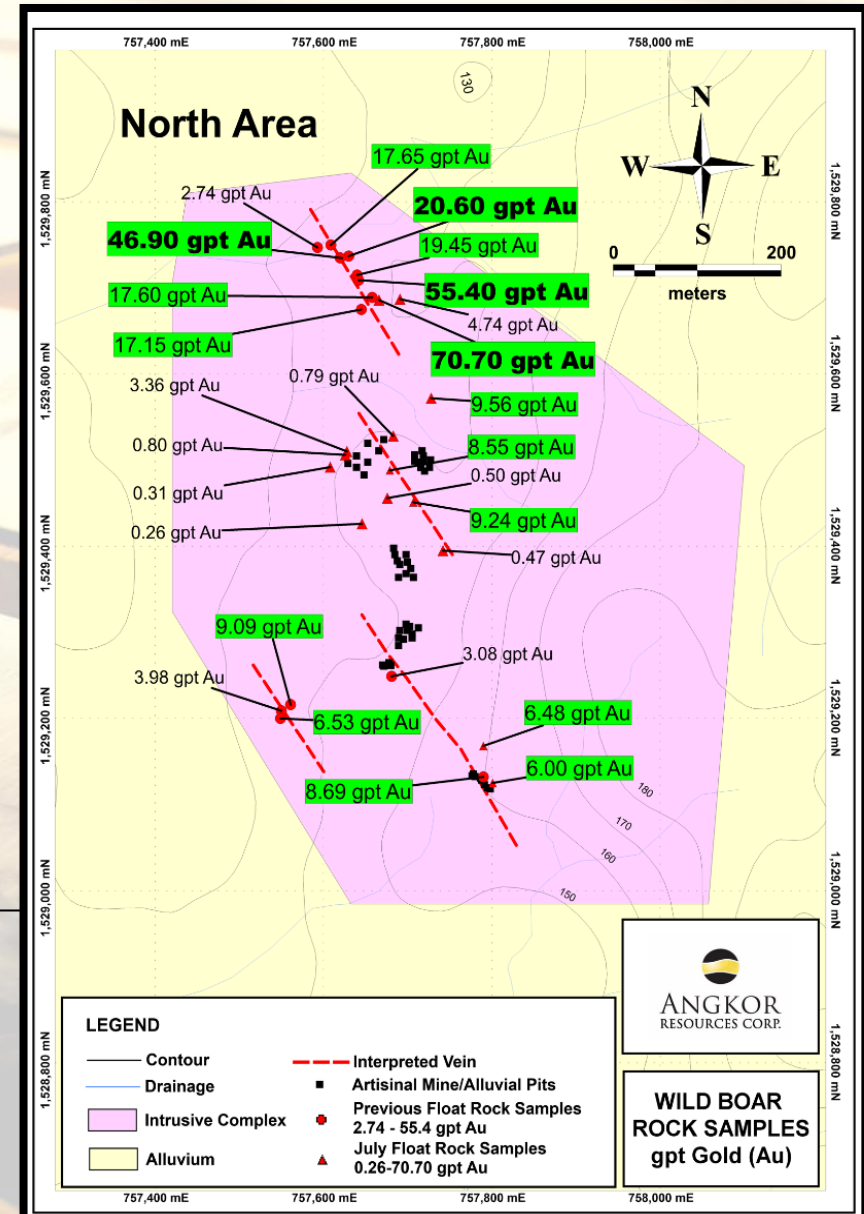 757,400 mE 757,600 mE 757,800 mE 758,000 mE
130
North Area
N
W E
S
0 200
meters
1,529,800 mN
1,529,800 mN
17.65 gpt Au
2.74 gpt Au
20.60 gpt Au
46.90 gpt Au
19.45 gpt Au
55.40 gpt Au
17.60 gpt Au
4.74 gpt Au
17.15 gpt Au
70.70 gpt Au
1,529,600 mN
1,529,600 mN
0.79 gpt Au
3.36 gpt Au
9.56 gpt Au
0.80 gpt Au
8.55 gpt Au
0.31 gpt Au
0.50 gpt Au
9.24 gpt Au
0.26 gpt Au
0.47 gpt Au
1,529,400 mN
1,529,400 mN
9.09 gpt Au
3.08 gpt Au
3.98 gpt Au
6.53 gpt Au
6.48 gpt Au
1,529,200 mN
1,529,200 mN
6.00 gpt Au
8.69 gpt Au
180
170
160
150
1,529,000 mN
1,529,000 mN
ANGKOR
RESOURCES CORP.
LEGEND
Contour
Drainage
Intrusive Complex
Alluvium
Interpreted Vein
Artisinal Mine/Alluvial Pits
Previous Float Rock Samples
2.74 - 55.4 gpt Au
July Float Rock Samples
0.26-70.70 gpt Au
1,528,800 mN
1,528,800 mN
WILD BOAR
ROCK SAMPLES
gpt Gold (Au)
757,400 mE 757,600 mE 757,800 mE 758,000 mE